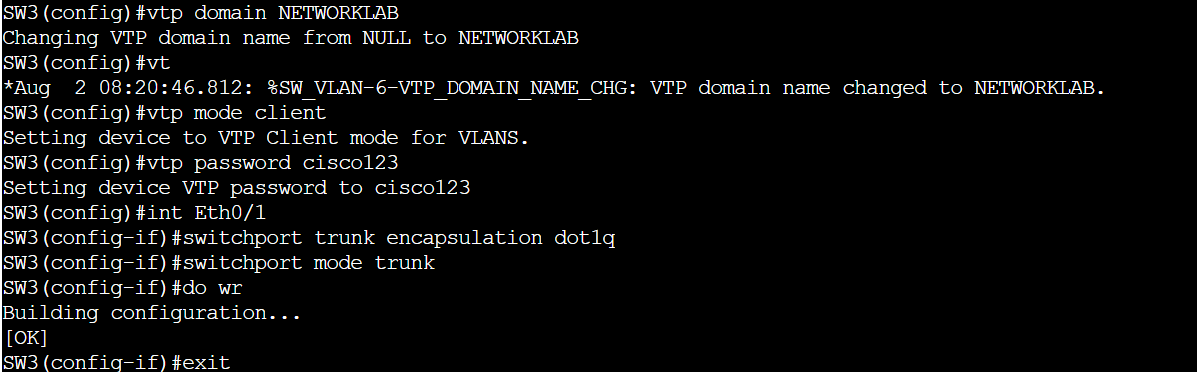 SW3(config)#vtp domain NETWORKLAB
Changing VTP domain name from NULL to NETWORKLAB
SW3(config)#vt
*Aug  2 08:20:46.812: %SW_VLAN-6-VTP_DOMAIN_NAME_CHG: VTP domain name changed to NETWORKLAB.
SW3(config)#vtp mode client
Setting device to VTP Client mode for VLANS.
SW3(config)#vtp password cisco123
Setting device VTP password to cisco123
SW3(config)#int Eth0/1
SW3(config-if)#switchport trunk encapsulation dot1q
SW3(config-if)#switchport mode trunk
SW3(config-if)#do wr
Building configuration...
[OK]
SW3(config-if)#exit